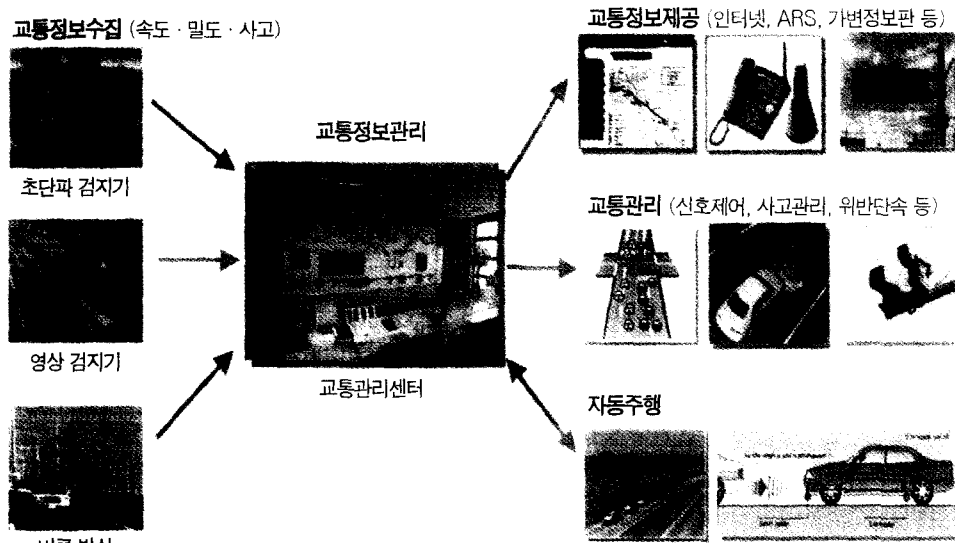 교통정보수집 (속도 · 밀도 · 사고)
초단파 검지기
영상 검지기
교통정보관리
교통관리센터
교통정보제공 (인터넷, ARS, 가변정보판 등)
교통관리 (신호제어, 사고관리, 위반단속 등)
자동주행